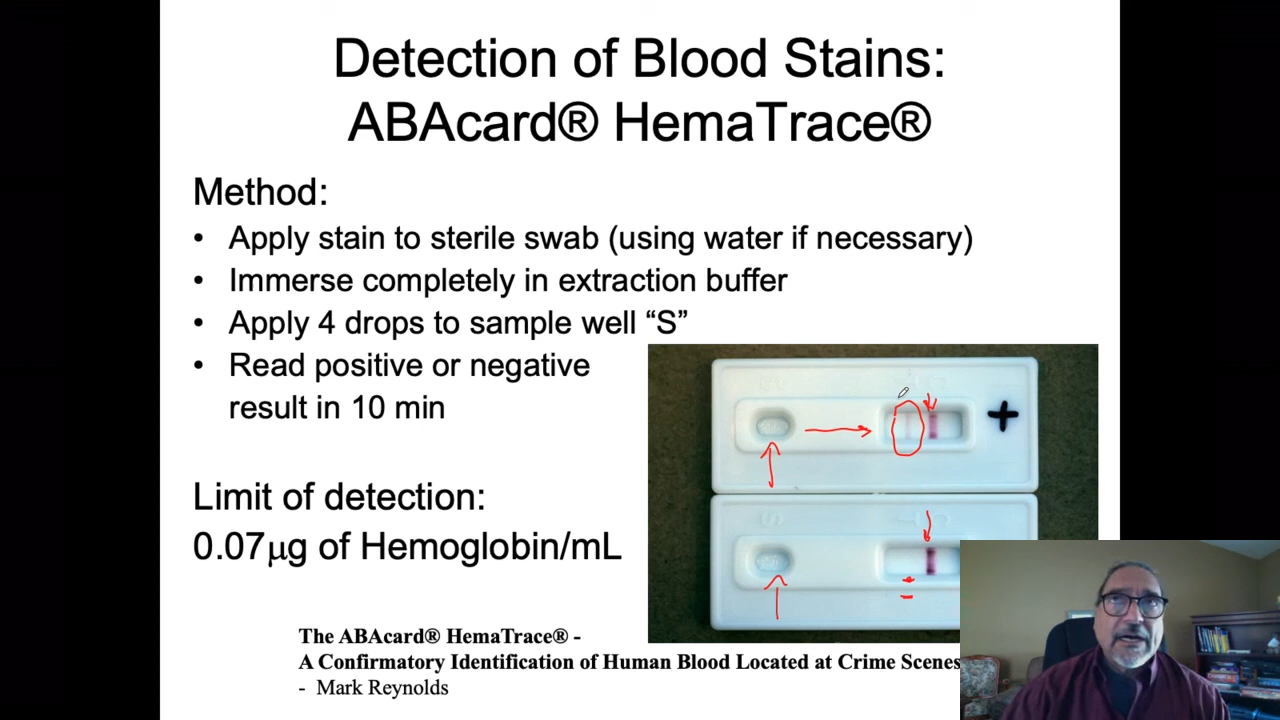 Detection of Blood Stains:
ABAcard® HemaTrace®
Method:
• Apply stain to sterile swab (using water if necessary)
• Immerse completely in extraction buffer
• Apply 4 drops to sample well “S”
• Read positive or negative
result in 10 min
Limit of detection:
0.07μg of Hemoglobin/mL
+
The ABAcard® HemaTrace® -
A Confirmatory Identification of Human Blood Located at Crime Scenes
- Mark Reynolds